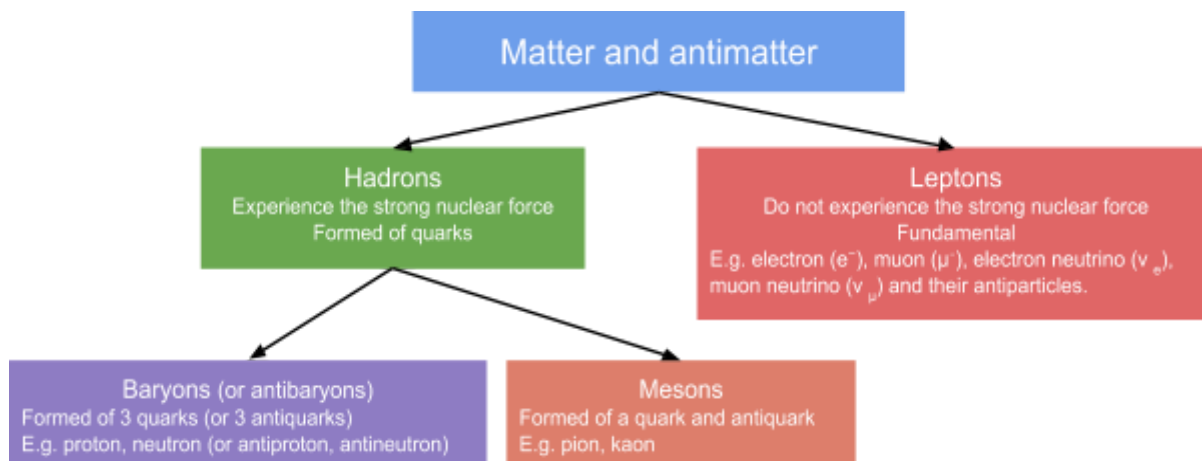 Matter and antimatter
Hadrons
Experience the strong nuclear force
Formed of quarks
Leptons
Do not experience the strong nuclear force
Fundamental
E.g. electron (e⁻), muon (μ⁻), electron neutrino (ν ₑ),
muon neutrino (ν μ) and their antiparticles.
Baryons (or antibaryons)
Formed of 3 quarks (or 3 antiquarks)
E.g. proton, neutron (or antiproton, antineutron)
Mesons
Formed of a quark and antiquark
E.g. pion, kaon